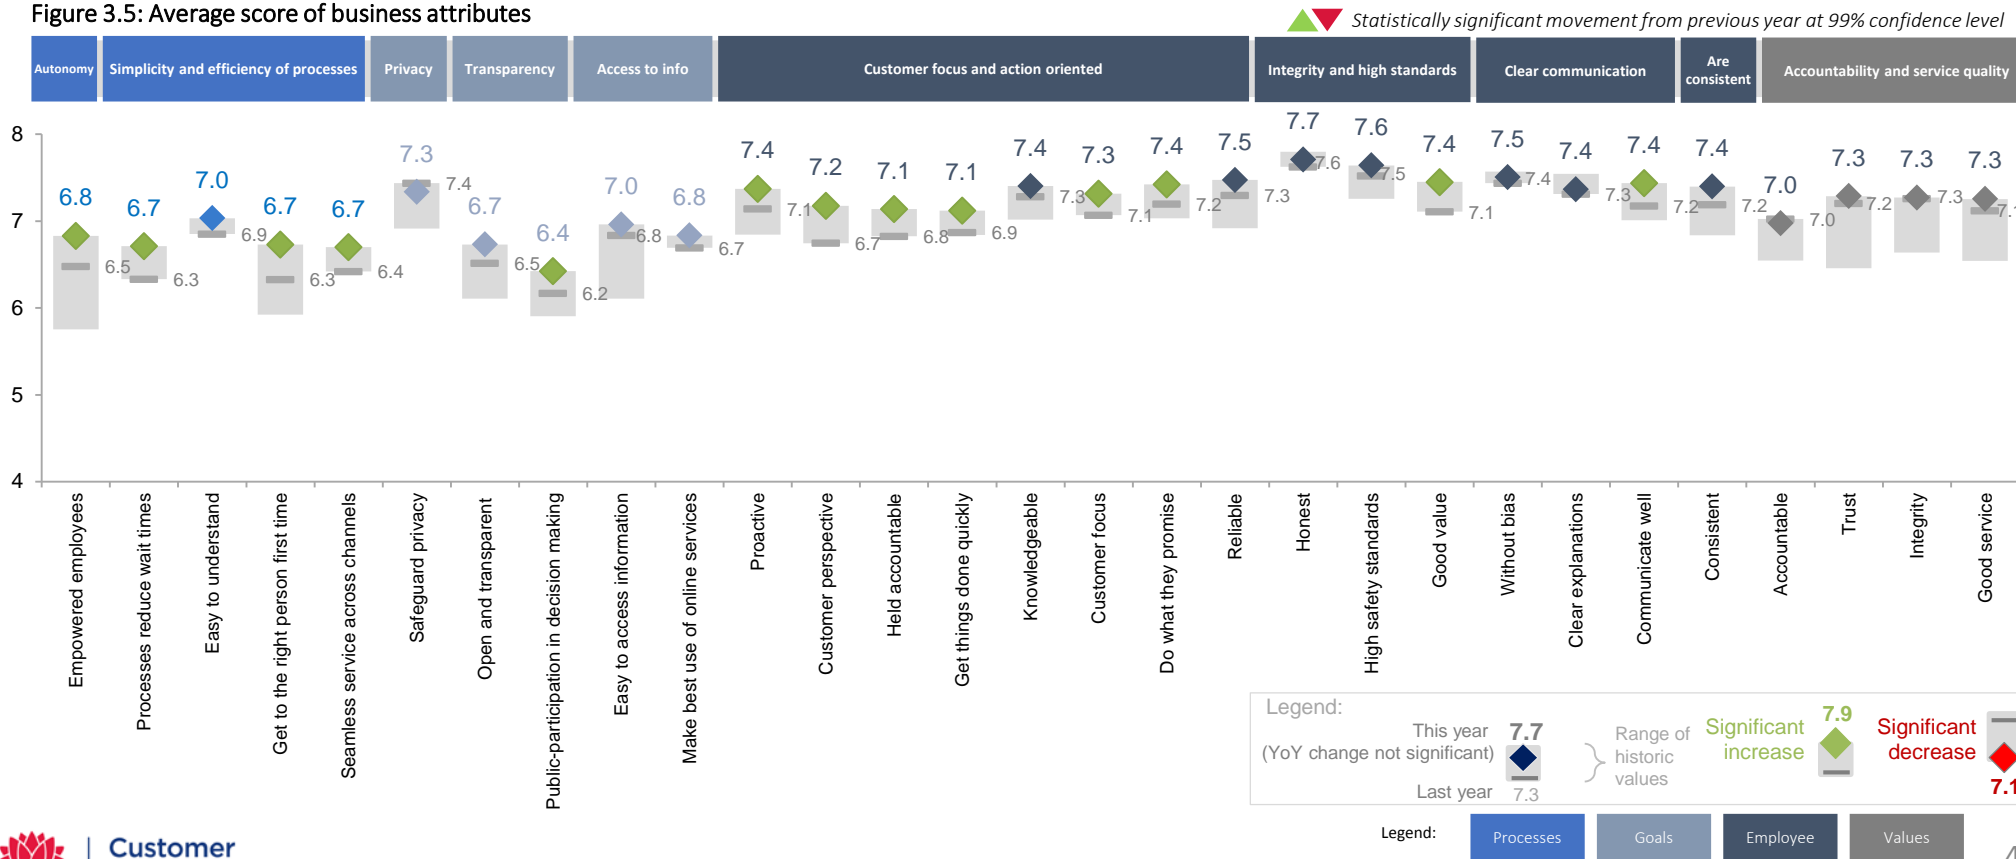 Figure 3.5: Average score of business attributes
Statistically significant movement from previous year at 99% confidence level
Autonomy
Simplicity and efficiency of processes
Privacy
Transparency
Access to info
Customer focus and action oriented
Integrity and high standards
Clear communication
Are
consistent
Accountability and service quality
8
7
6
5
4
6.8
6.7
7.0
6.7
6.7
7.3
6.7
6.4
7.0
6.8
7.4
7.2
7.1
7.1
7.4
7.3
7.4
7.5
7.7
7.6
7.4
7.5
7.4
7.4
7.4
7.0
7.3
7.3
7.3
6.5
6.3
6.9
6.3
6.4
7.4
6.5
6.2
6.8
6.7
7.1
6.7
6.8
6.9
7.3
7.1
7.2
7.3
7.6
7.5
7.1
7.4
7.3
7.2
7.2
7.0
7.2
7.3
7.1
Empowered employees
Processes reduce wait times
Easy to understand
Get to the right person first time
Seamless service across channels
Safeguard privacy
Open and transparent
Public-participation in decision making
Easy to access information
Make best use of online services
Proactive
Customer perspective
Held accountable
Get things done quickly
Knowledgeable
Customer focus
Do what they promise
Reliable
Honest
High safety standards
Good value
Without bias
Clear explanations
Communicate well
Consistent
Accountable
Trust
Integrity
Good service
Legend:
This year
(YoY change not significant)
7.7
Last year
7.3
Range of
historic
values
Significant
increase
7.9
Significant
decrease
7.1
Legend:
Processes
Goals
Employee
Values
Customer